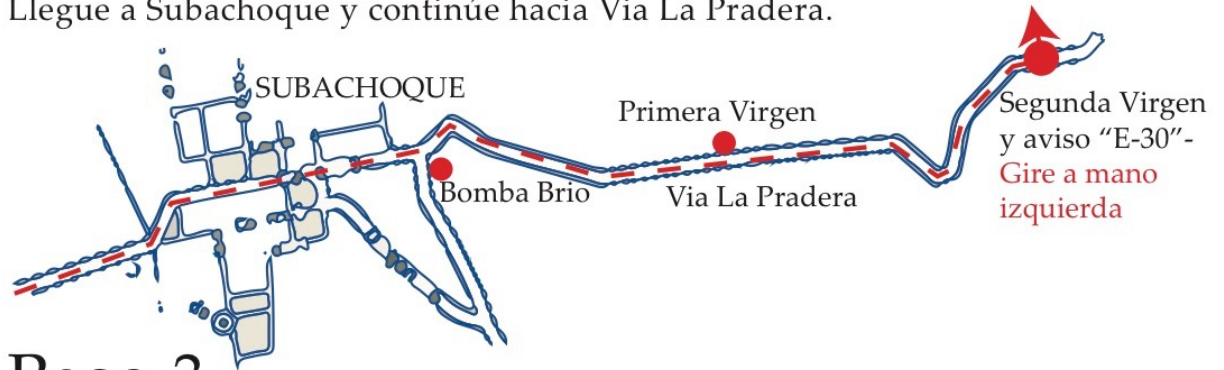 Llegue a Subachoque y continúe hacia Via La Pradera.
SUBACHOQUE
Primera Virgen
Bomba Brio
Via La Pradera
Segunda Virgen
y aviso “E-30”-
Gire a mano
izquierda